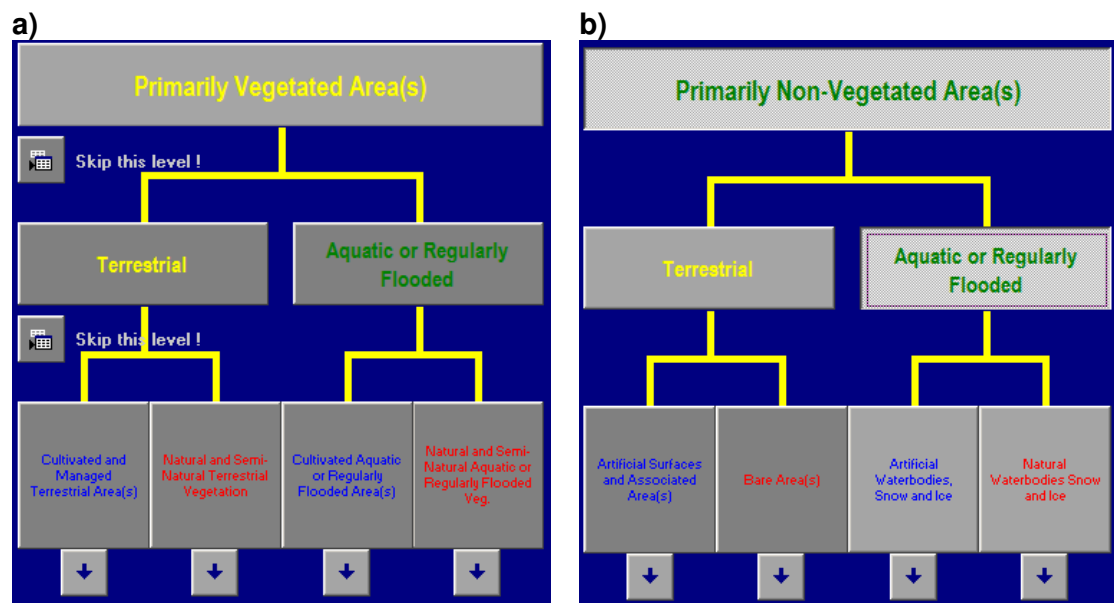 a)
Primarily Vegetated Area(s)
Skip this level !
Terrestrial
Aquatic or Regularly
Flooded
Skip this level !
Cultivated and
Managed
Terrestrial Area(s)
Natural and Semi-
Natural Terrestrial
Vegetation
Cultivated Aquatic
or Regularly
Flooded Area(s)
Natural and Semi-
Natural Aquatic or
Regularly Flooded
Veg.
b)
Primarily Non-Vegetated Area(s)
Terrestrial
Aquatic or Regularly
Flooded
Artificial Surfaces
and Associated
Area(s)
Bare Area(s)
Artificial
Waterbodies,
Snow and Ice
Natural
Waterbodies Snow
and Ice